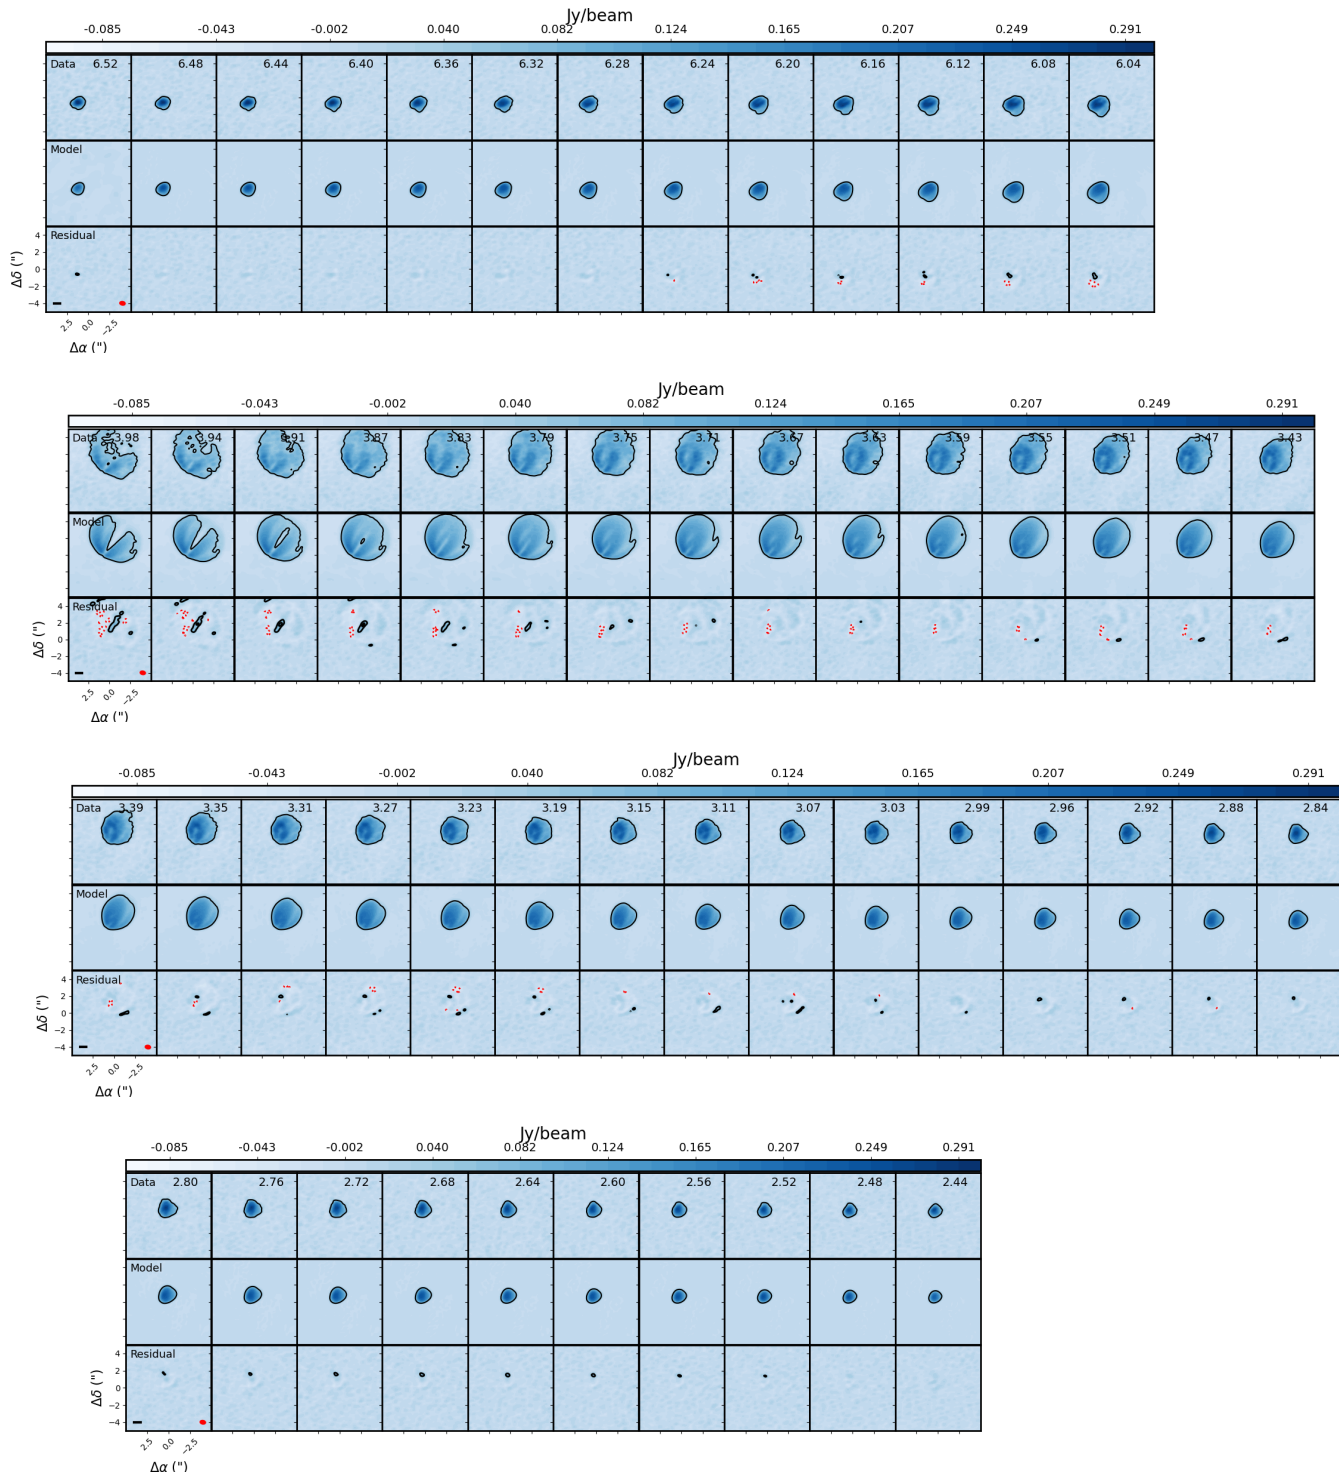 Jy/beam
-0.085 -0.043 -0.002 0.040 0.082 0.124 0.165 0.207 0.249 0.291
Data 6.52 6.48 6.44 6.40 6.36 6.32 6.28 6.24 6.20 6.16 6.12 6.08 6.04
Model
Residual
4
2
0
−2
−4
Δδ (")
2.5 0.0 −2.5
Δα (")
Jy/beam
-0.085 -0.043 -0.002 0.040 0.082 0.124 0.165 0.207 0.249 0.291
Data 3.98 3.94 3.91 3.87 3.83 3.79 3.75 3.71 3.67 3.63 3.59 3.55 3.51 3.47 3.43
Model
Residual
4
2
0
−2
−4
Δδ (")
2.5 0.0 −2.5
Δα (")
Jy/beam
-0.085 -0.043 -0.002 0.040 0.082 0.124 0.165 0.207 0.249 0.291
Data 3.39 3.35 3.31 3.27 3.23 3.19 3.15 3.11 3.07 3.03 2.99 2.96 2.92 2.88 2.84
Model
Residual
4
2
0
−2
−4
Δδ (")
2.5 0.0 −2.5
Δα (")
Jy/beam
-0.085 -0.043 -0.002 0.040 0.082 0.124 0.165 0.207 0.249 0.291
Data 2.80 2.76 2.72 2.68 2.64 2.60 2.56 2.52 2.48 2.44
Model
Residual
4
2
0
−2
−4
Δδ (")
2.5 0.0 −2.5
Δα (")